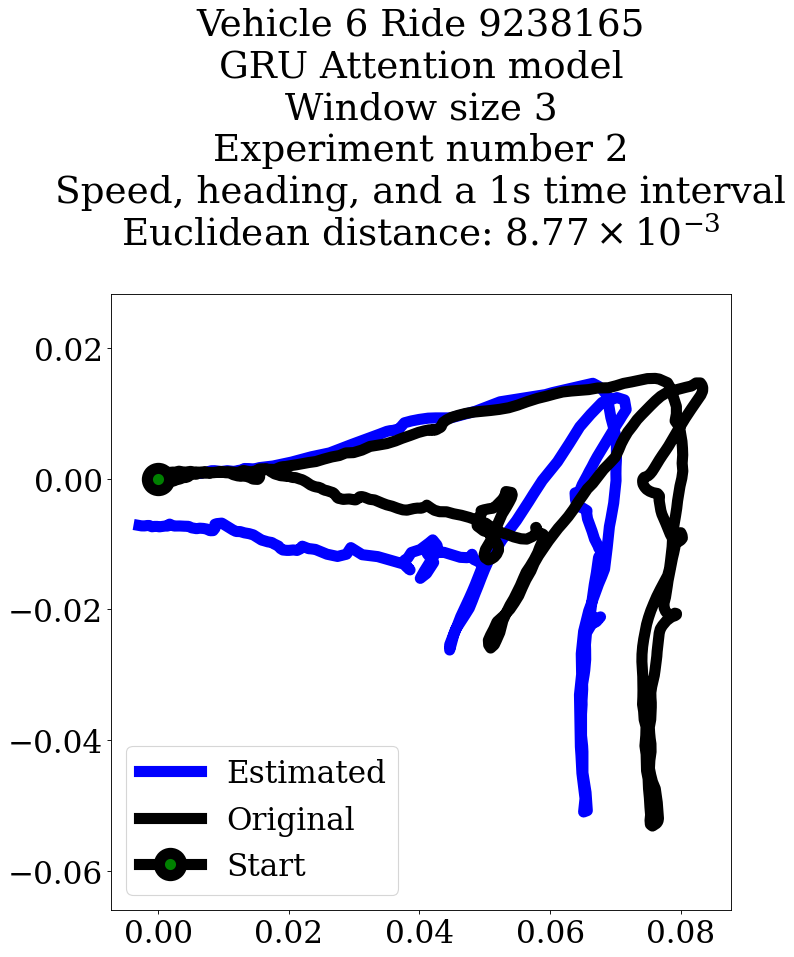 Vehicle 6 Ride 9238165
GRU Attention model
Window size 3
Experiment number 2
Speed, heading, and a 1s time interval
Euclidean distance: 8.77 × 10⁻³
0.02
0.00
−0.02
−0.04
−0.06
Estimated
Original
Start
0.00 0.02 0.04 0.06 0.08